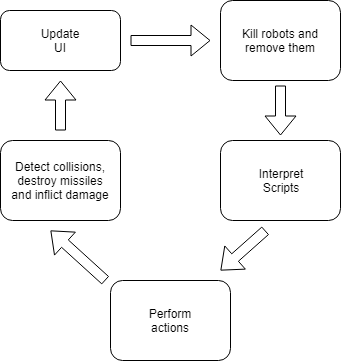 Update
UI
Kill robots and
remove them
Interpret
Scripts
Perform
actions
Detect collisions,
destroy missiles
and inflict damage